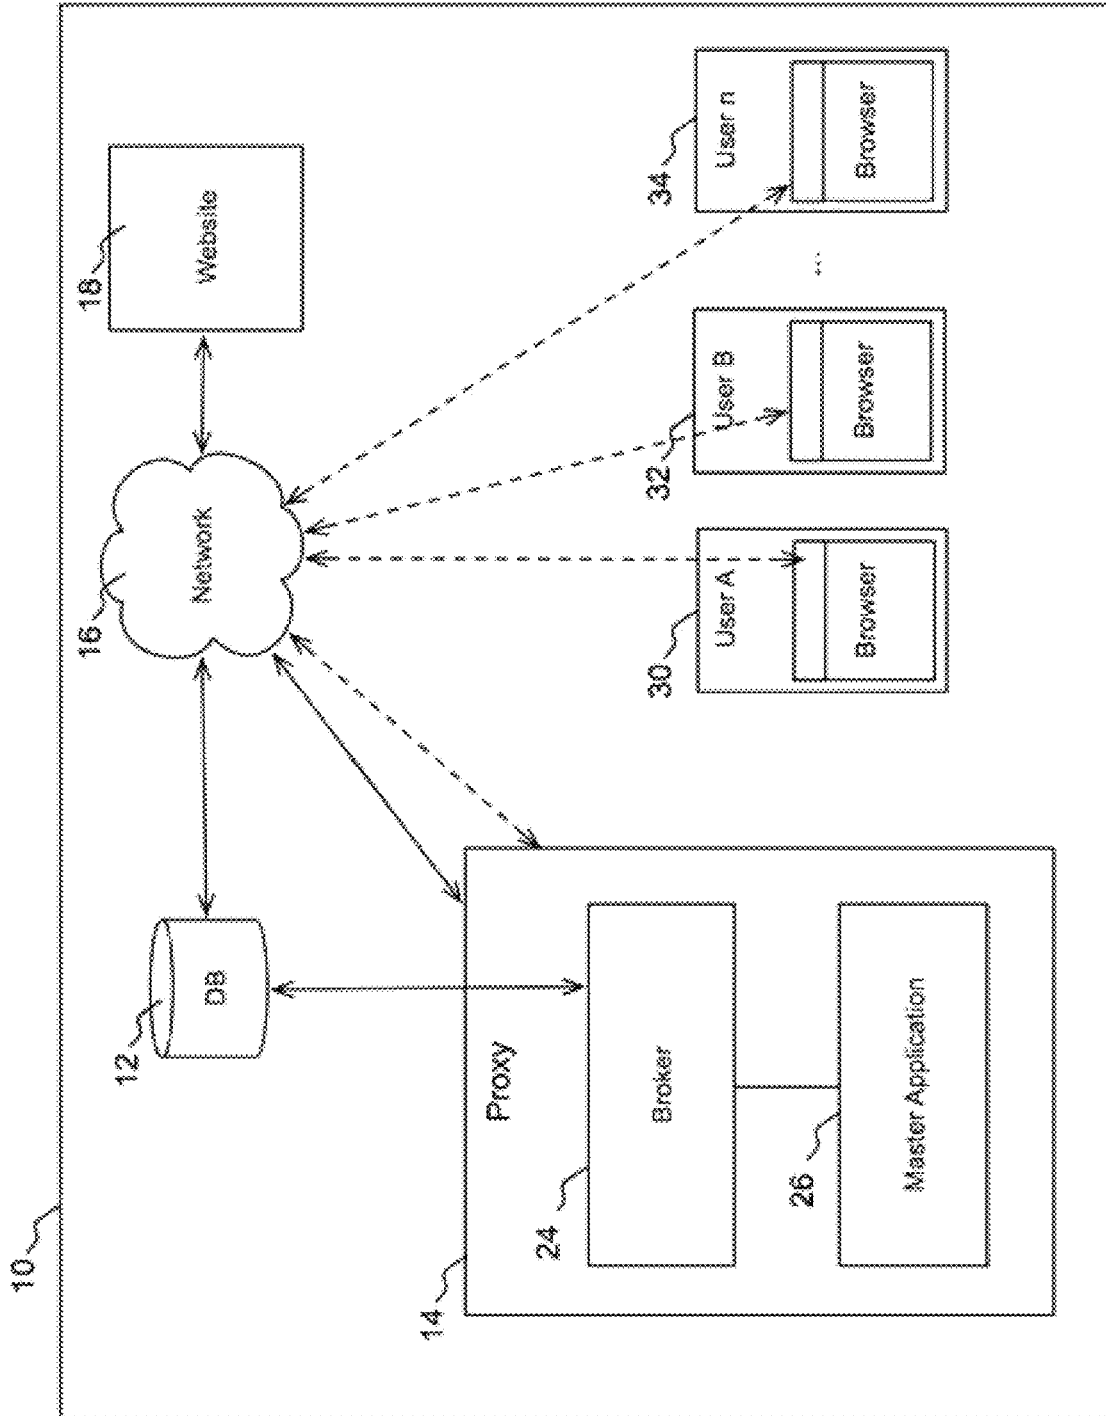 10
12
DB
16
Network
18
Website
14
Proxy
24
Broker
26
Master Application
30
User A
Browser
32
User B
Browser
...
34
User n
Browser